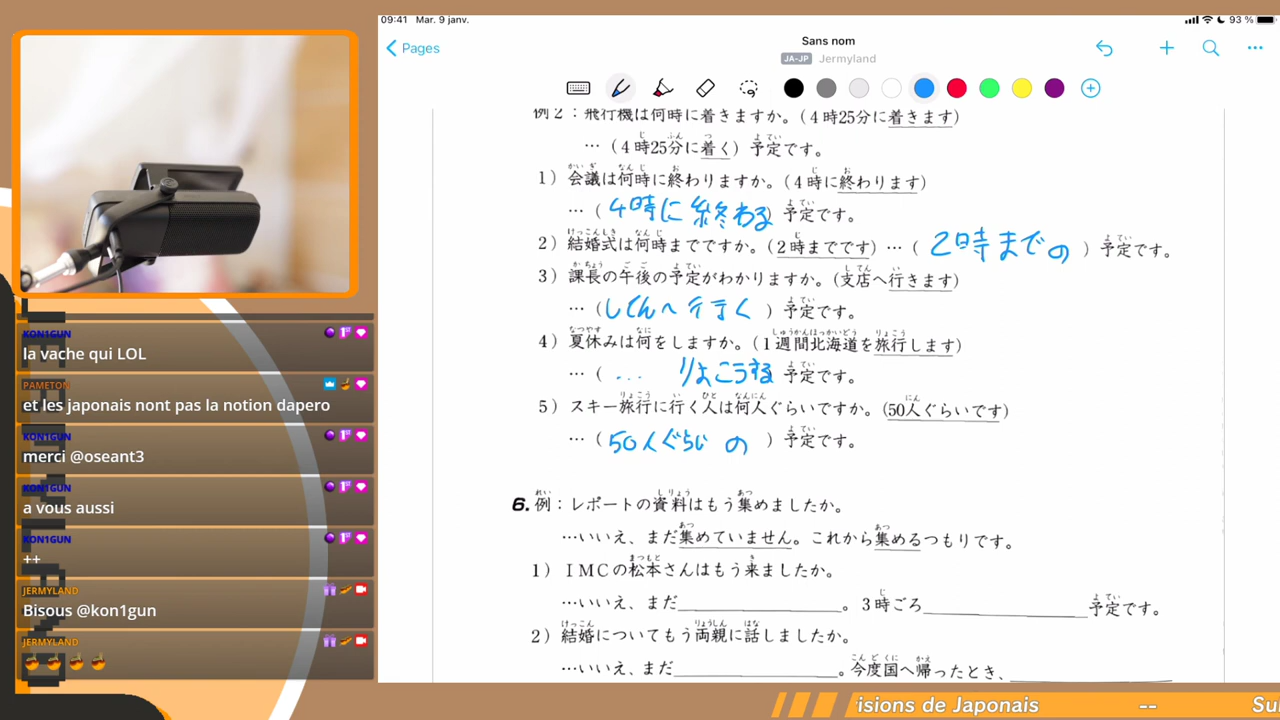 09:41 Mar. 9 janv.
93 %
Pages
Sans nom
JA-JP Jermyland
例2：飛行機は何時に着きますか。(4時25分に着きます)
…(4時25分に着く) 予定です。
1) 会議は何時に終わりますか。(4時に終わります)
…( 4時に 終わる ) 予定です。
2) 結婚式は何時までですか。(2時までです) …( 2時までの ) 予定です。
3) 課長の午後の予定がわかりますか。(支店へ行きます)
…(してんへ 行く ) 予定です。
4) 夏休みは何をしますか。(1週間北海道を旅行します)
…( ... りょこうする 予定です。
5) スキー旅行に行く人は何人ぐらいですか。(50人ぐらいです)
…( 50人ぐらい の ) 予定です。
6. 例：レポートの資料はもう集めましたか。
…いいえ、まだ集めていません。これから集めるつもりです。
1) IMCの松本さんはもう来ましたか。
…いいえ、まだ＿＿＿＿＿＿。3時ごろ＿＿＿＿＿＿予定です。
2) 結婚についてもう両親に話しましたか。
…いいえ、まだ＿＿＿＿＿＿。今度国へ帰ったとき、＿＿＿＿＿＿
KON1GUN
la vache qui LOL
PAMETON
et les japonais nont pas la notion dapero
KON1GUN
merci @oseant3
KON1GUN
a vous aussi
KON1GUN
++
JERMYLAND
Bisous @kon1gun
JERMYLAND
isions de Japonais -- Su